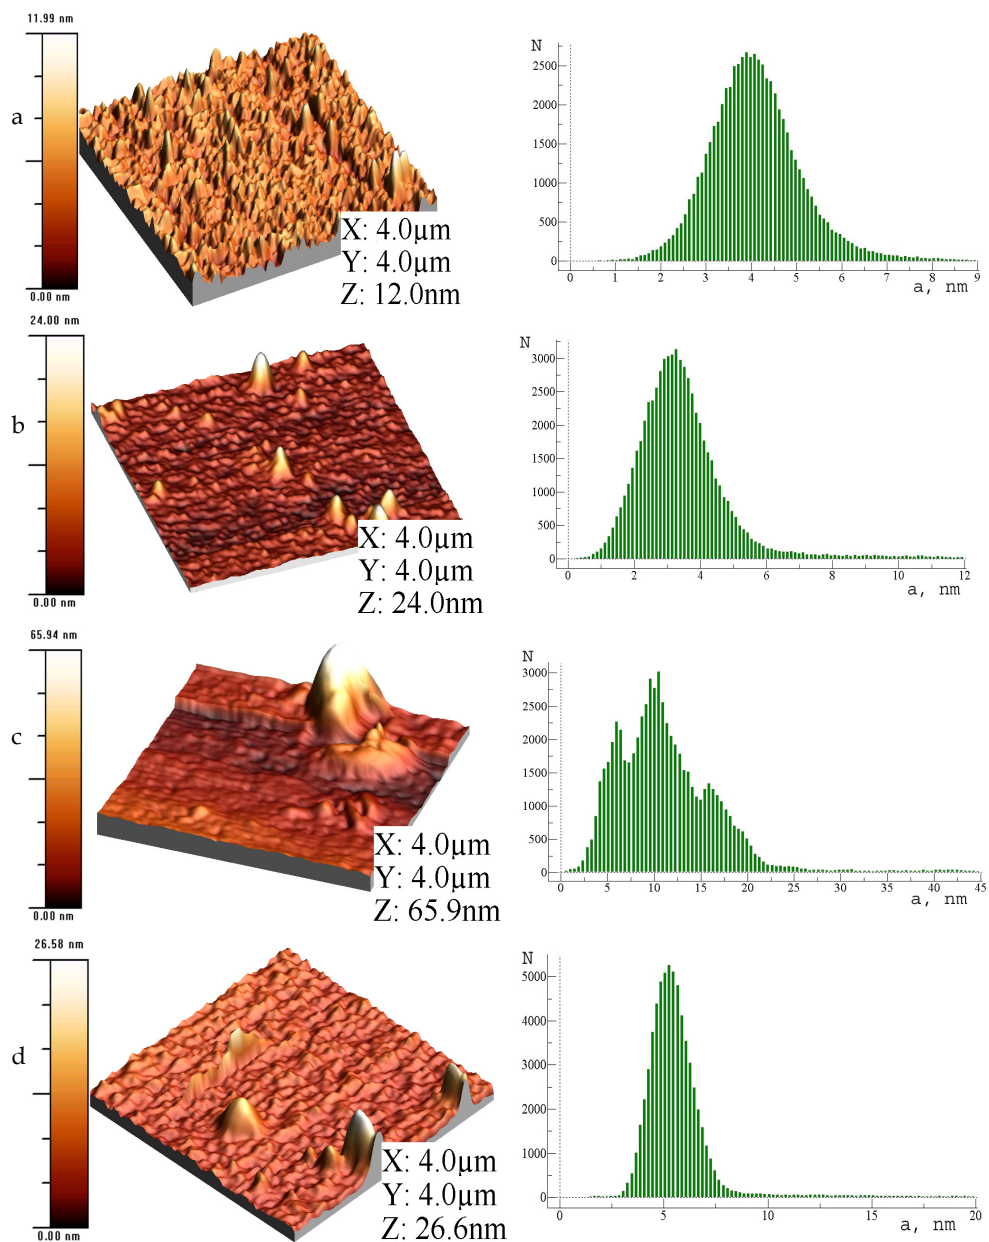 11.99 nm
a
0.00 nm
X: 4.0µm
Y: 4.0µm
Z: 12.0nm
N
2500
2000
1500
1000
500
0
0 1 2 3 4 5 6 7 8 9
a, nm
24.00 nm
b
0.00 nm
X: 4.0µm
Y: 4.0µm
Z: 24.0nm
N
3000
2500
2000
1500
1000
500
0
0 2 4 6 8 10 12
a, nm
65.94 nm
c
0.00 nm
X: 4.0µm
Y: 4.0µm
Z: 65.9nm
N
3000
2500
2000
1500
1000
500
0
0 5 10 15 20 25 30 35 40 45
a, nm
26.58 nm
d
0.00 nm
X: 4.0µm
Y: 4.0µm
Z: 26.6nm
N
5000
4000
3000
2000
1000
0
0 5 10 15 20
a, nm